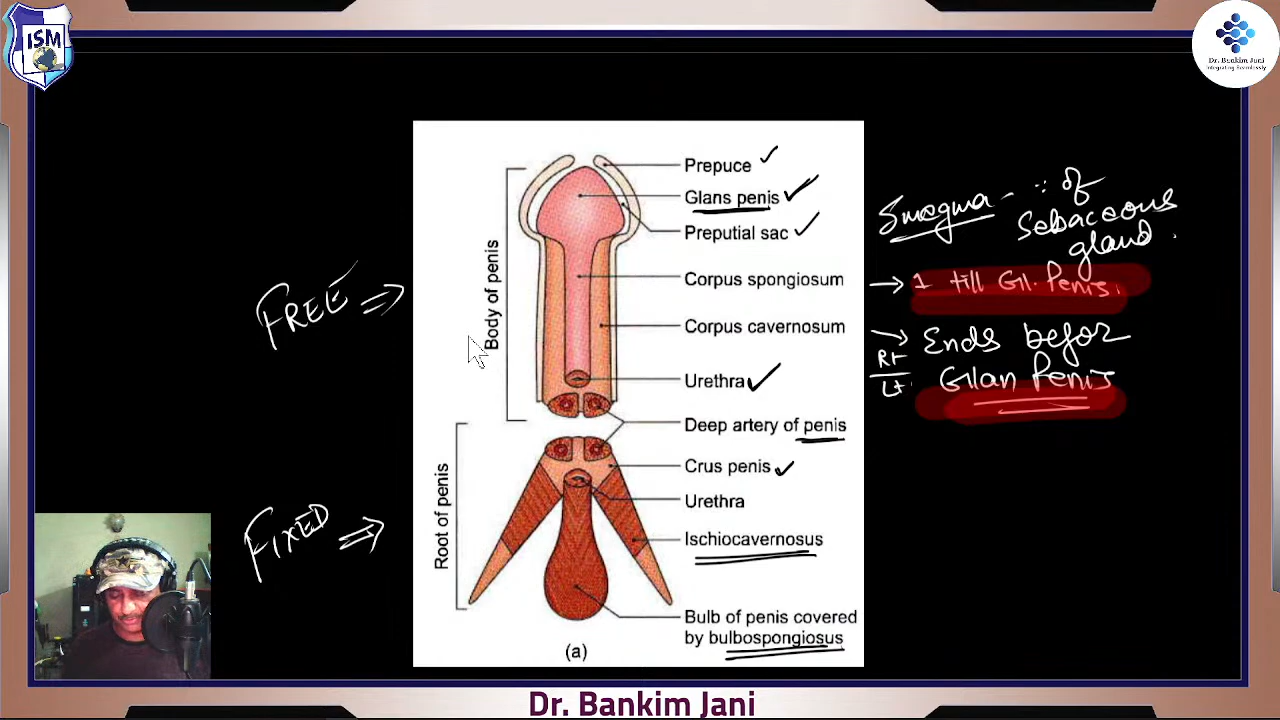 ISM
Dr. Bankim Jani
Integrating Seamlessly
Prepuce
Glans penis
Preputial sac
Corpus spongiosum
Corpus cavernosum
Urethra
Deep artery of penis
Crus penis
Urethra
Ischiocavernosus
Bulb of penis covered
by bulbospongiosus
Body of penis
Root of penis
(a)
FREE ⇒
FIXED ⇒
Smegma - ∵ of
Sebaceous
gland.
→ 1 till Gl. Penis.
→ Ends befor
Rt
Lt
Glan Penis
Dr. Bankim Jani